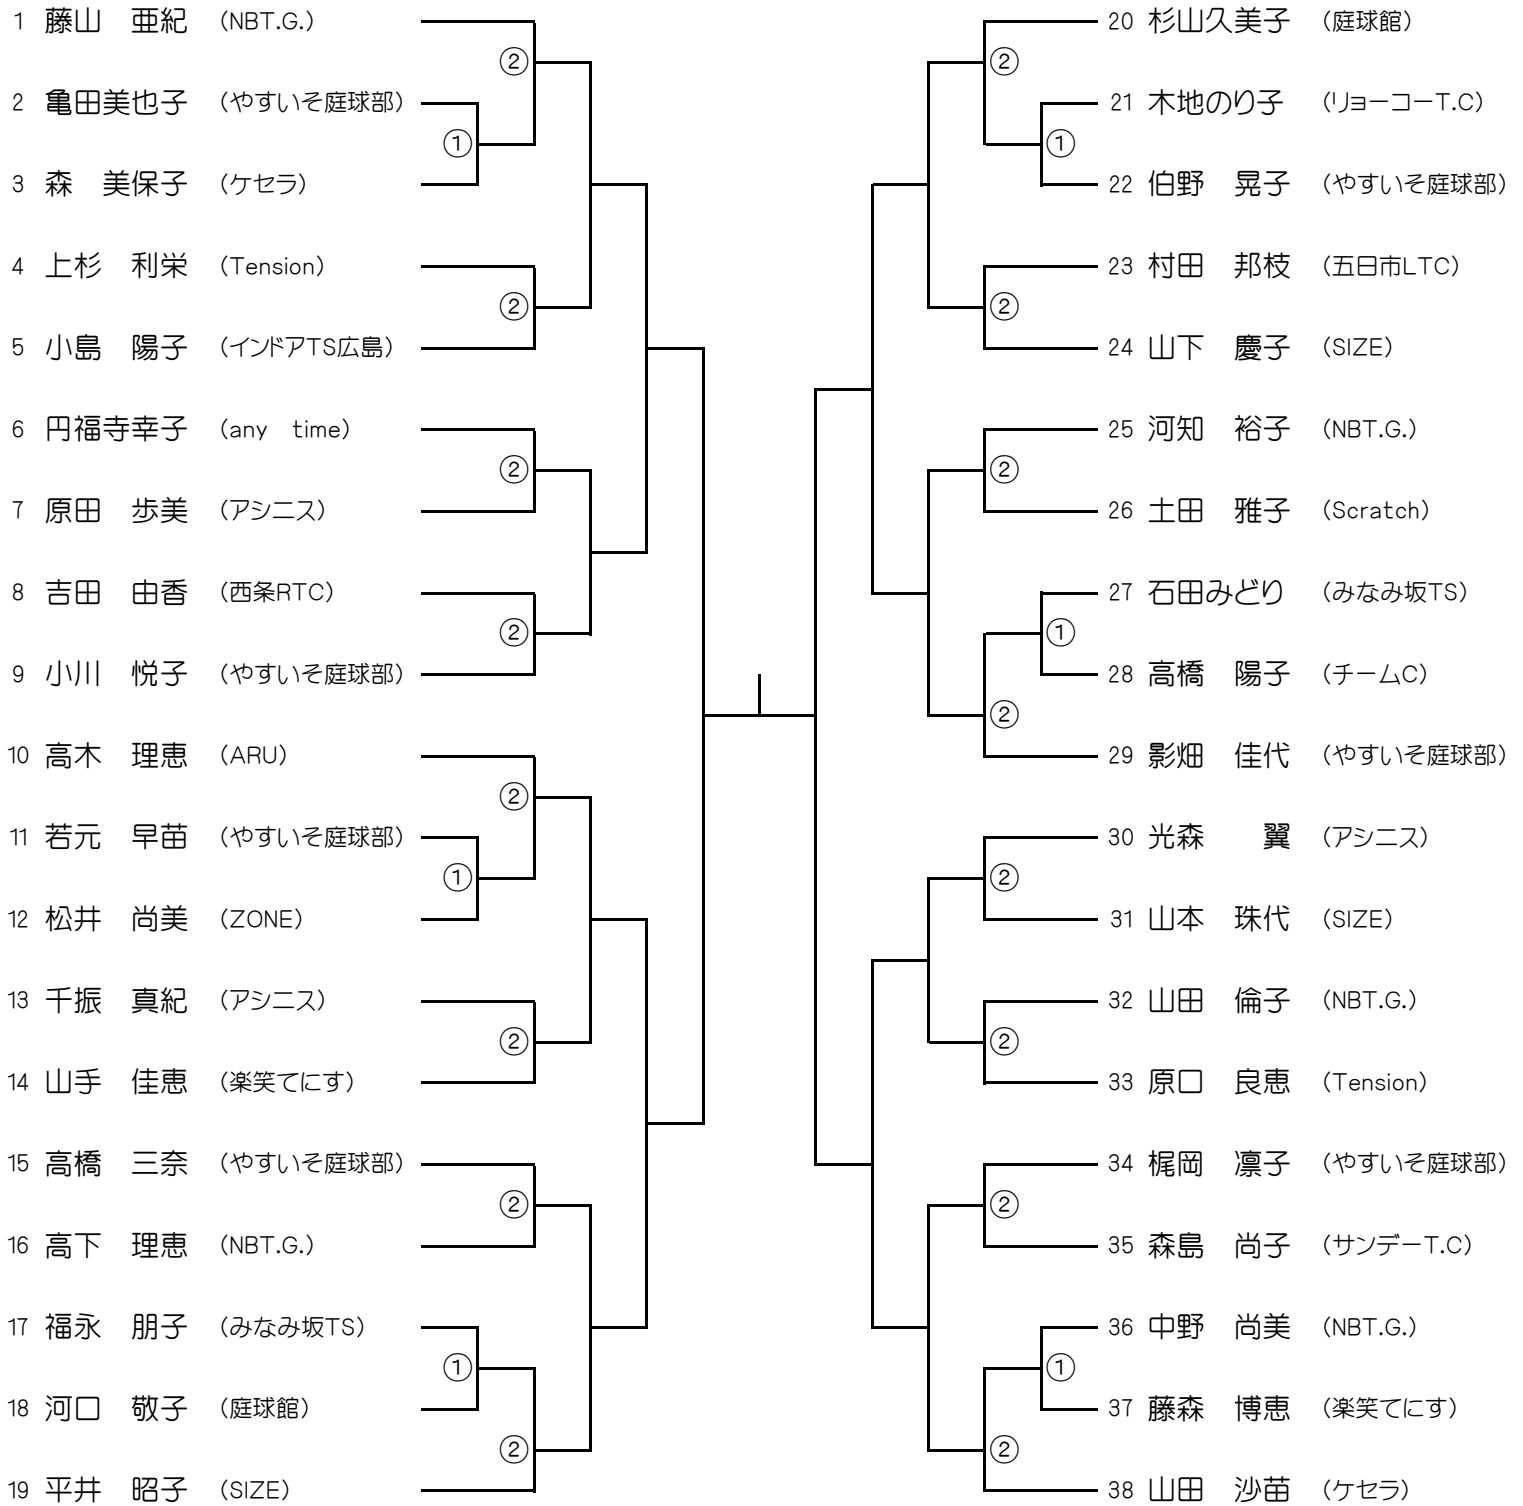 1 藤山　亜紀 （NBT.G.）
②
2 亀田美也子 （やすいそ庭球部）
①
3 森　美保子 （ケセラ）
4 上杉　利栄 （Tension）
②
5 小島　陽子 （インドアTS広島）
6 円福寺幸子 （any　time）
②
7 原田　歩美 （アシニス）
8 吉田　由香 （西条RTC）
②
9 小川　悦子 （やすいそ庭球部）
10 高木　理恵 （ARU）
②
11 若元　早苗 （やすいそ庭球部）
①
12 松井　尚美 （ZONE）
13 千振　真紀 （アシニス）
②
14 山手　佳恵 （楽笑てにす）
15 高橋　三奈 （やすいそ庭球部）
②
16 高下　理恵 （NBT.G.）
17 福永　朋子 （みなみ坂TS）
①
18 河口　敬子 （庭球館）
②
19 平井　昭子 （SIZE）
20 杉山久美子 （庭球館）
②
21 木地のり子 （リョーコーT.C）
①
22 伯野　晃子 （やすいそ庭球部）
23 村田　邦枝 （五日市LTC）
②
24 山下　慶子 （SIZE）
25 河知　裕子 （NBT.G.）
②
26 土田　雅子 （Scratch）
27 石田みどり （みなみ坂TS）
①
28 高橋　陽子 （チームC）
②
29 影畑　佳代 （やすいそ庭球部）
30 光森　　翼 （アシニス）
②
31 山本　珠代 （SIZE）
32 山田　倫子 （NBT.G.）
②
33 原口　良恵 （Tension）
34 梶岡　凛子 （やすいそ庭球部）
②
35 森島　尚子 （サンデーT.C）
36 中野　尚美 （NBT.G.）
①
37 藤森　博恵 （楽笑てにす）
②
38 山田　沙苗 （ケセラ）